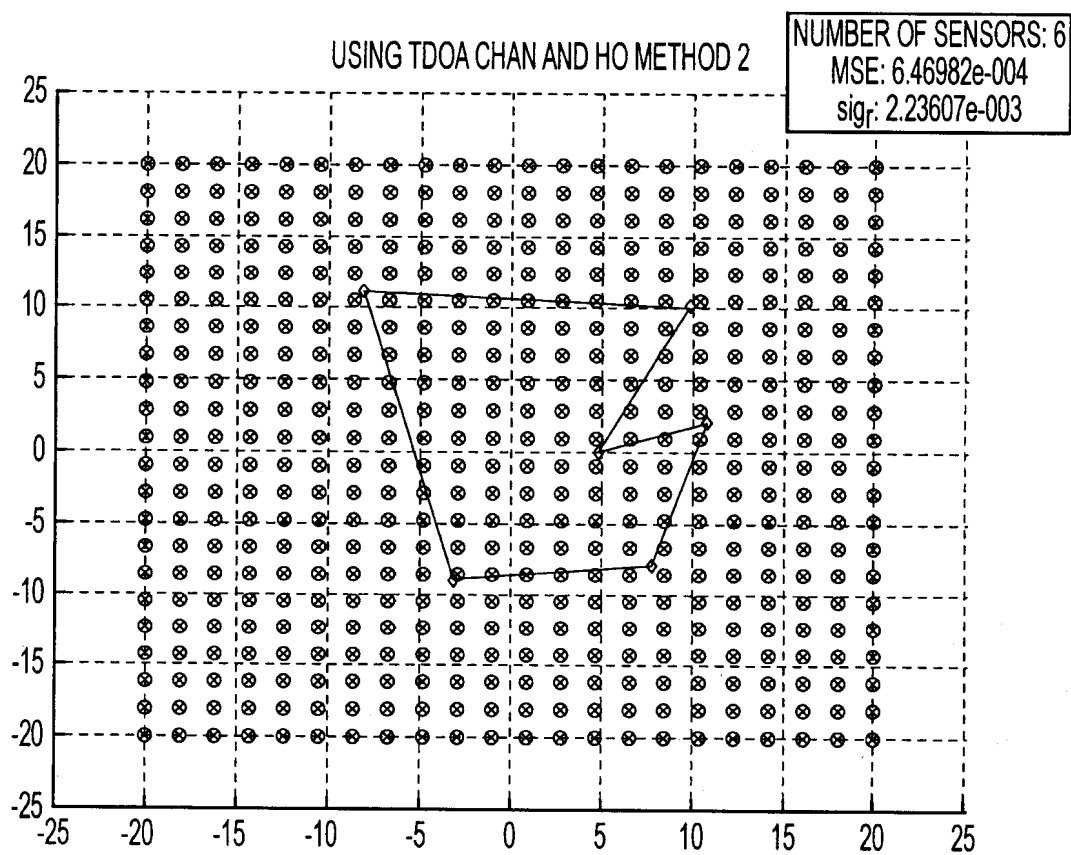 USING TDOA CHAN AND HO METHOD 2
NUMBER OF SENSORS: 6
MSE: 6.46982e-004
sigr: 2.23607e-003
25
20
15
10
5
0
-5
-10
-15
-20
-25
-25 -20 -15 -10 -5 0 5 10 15 20 25